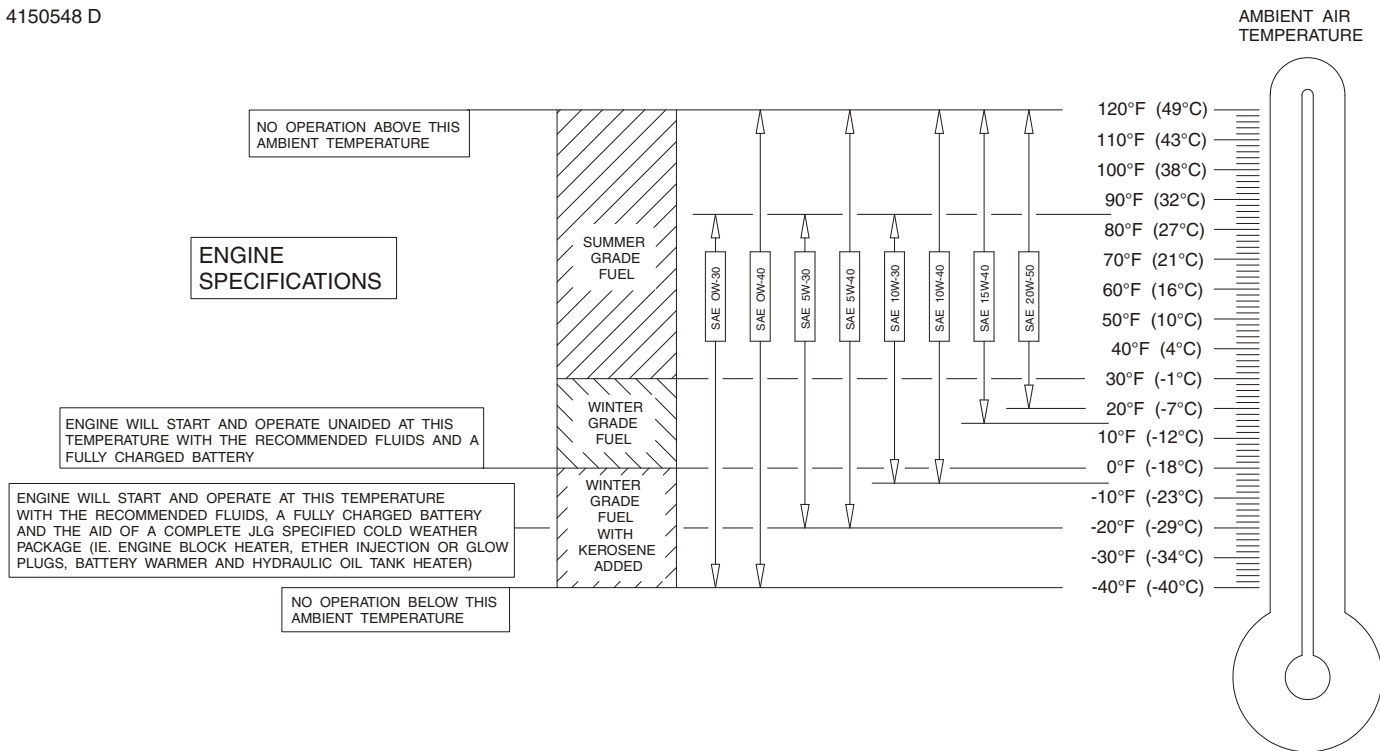 4150548 D
AMBIENT AIR
TEMPERATURE
NO OPERATION ABOVE THIS
AMBIENT TEMPERATURE
ENGINE
SPECIFICATIONS
ENGINE WILL START AND OPERATE UNAIDED AT THIS
TEMPERATURE WITH THE RECOMMENDED FLUIDS AND A
FULLY CHARGED BATTERY
ENGINE WILL START AND OPERATE AT THIS TEMPERATURE
WITH THE RECOMMENDED FLUIDS, A FULLY CHARGED BATTERY
AND THE AID OF A COMPLETE JLG SPECIFIED COLD WEATHER
PACKAGE (IE. ENGINE BLOCK HEATER, ETHER INJECTION OR GLOW
PLUGS, BATTERY WARMER AND HYDRAULIC OIL TANK HEATER)
NO OPERATION BELOW THIS
AMBIENT TEMPERATURE
SUMMER
GRADE
FUEL
WINTER
GRADE
FUEL
WINTER
GRADE
FUEL
WITH
KEROSENE
ADDED
SAE OW-30
SAE OW-40
SAE 5W-30
SAE 5W-40
SAE 10W-30
SAE 10W-40
SAE 15W-40
SAE 20W-50
120°F (49°C)
110°F (43°C)
100°F (38°C)
90°F (32°C)
80°F (27°C)
70°F (21°C)
60°F (16°C)
50°F (10°C)
40°F (4°C)
30°F (-1°C)
20°F (-7°C)
10°F (-12°C)
0°F (-18°C)
-10°F (-23°C)
-20°F (-29°C)
-30°F (-34°C)
-40°F (-40°C)